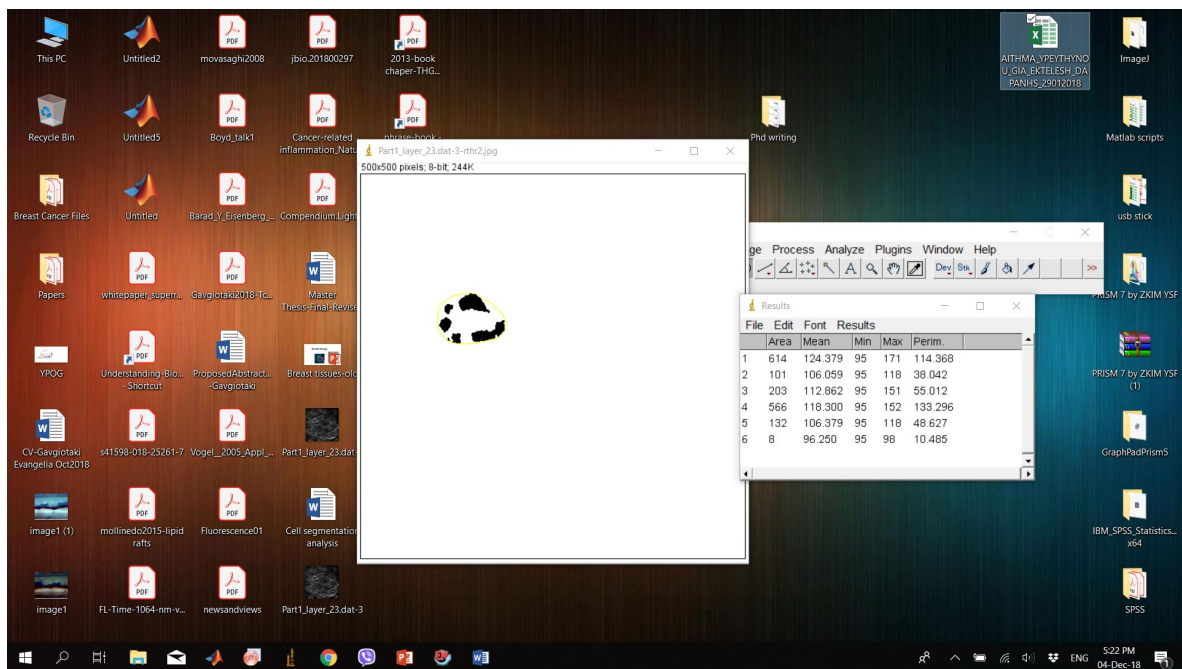 This PC
Untitled2
movasaghi2008
jbio.201800297
2013-book
chaper-THG...
AITHMA_YPEYTHYNO
U_GIA_EKTELESH_DA
PANHS_29012018
ImageJ
Recycle Bin
Untitled5
Boyd_talk1
Cancer-related
inflammation_Natu
phrase-book -
Phd writing
Matlab scripts
Breast Cancer Files
Untitled
Barad_Y_Eisenberg_...
Compendium.Light
usb stick
Papers
whitepaper_superr...
Gavgiotaki2018-Tc...
Master
Thesis-Final-Revise
PRISM 7 by ZKIM YSF
YPOG
Understanding-Bio...
- Shortcut
ProposedAbstract...
-Gavgiotaki
Breast tissues-olo
PRISM 7 by ZKIM YSF
(1)
CV-Gavgiotaki
Evangelia Oct2018
s41598-018-25261-7
Vogel__2005_Appl_...
Part1_layer_23.dat-
GraphPadPrism5
image1 (1)
mollinedo2015-lipid
rafts
Fluorescence01
Cell segmentation
analysis
IBM_SPSS_Statistics...
x64
image1
FL-Time-1064-nm-v...
newsandviews
Part1_layer_23.dat-3
SPSS
Part1_layer_23.dat-3-rthr2.jpg
500x500 pixels; 8-bit; 244K
ge Process Analyze Plugins Window Help
Dev Stk >>
Results
File Edit Font Results
Area Mean Min Max Perim.
1 614 124.379 95 171 114.368
2 101 106.059 95 118 38.042
3 203 112.862 95 151 55.012
4 566 118.300 95 152 133.296
5 132 106.379 95 118 48.627
6 8 96.250 95 98 10.485
ENG
5:22 PM
04-Dec-18